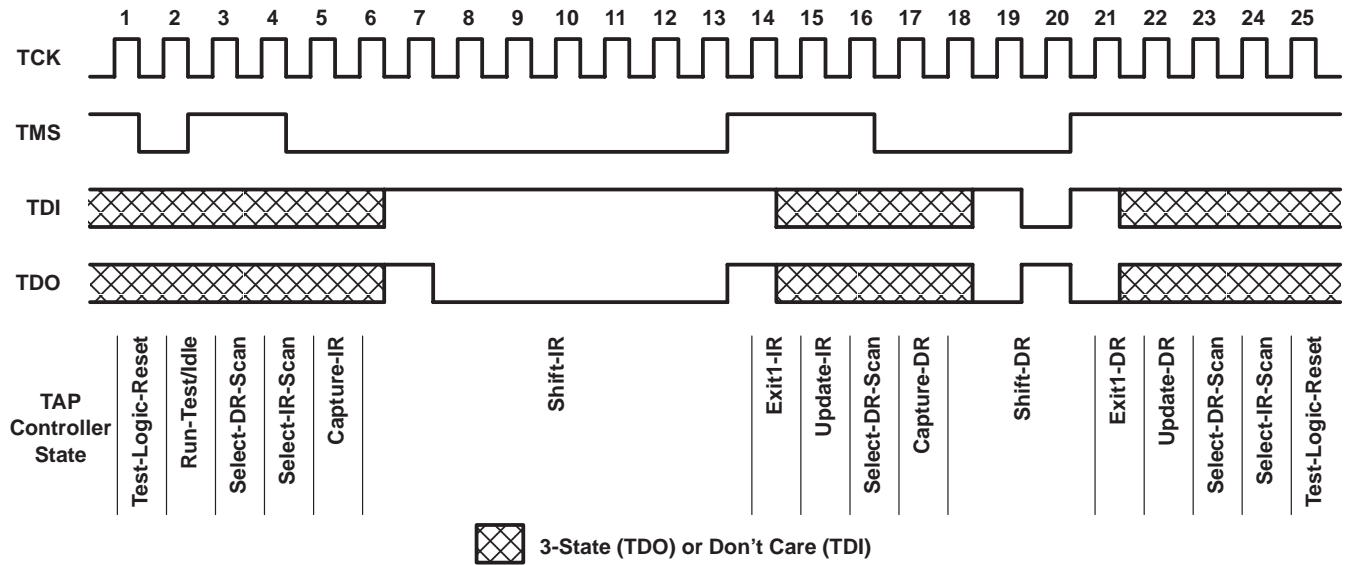 1 2 3 4 5 6 7 8 9 10 11 12 13 14 15 16 17 18 19 20 21 22 23 24 25
TCK
TMS
TDI
TDO
TAP
Controller
State
Test-Logic-Reset
Run-Test/Idle
Select-DR-Scan
Select-IR-Scan
Capture-IR
Shift-IR
Exit1-IR
Update-IR
Select-DR-Scan
Capture-DR
Shift-DR
Exit1-DR
Update-DR
Select-DR-Scan
Select-IR-Scan
Test-Logic-Reset
3-State (TDO) or Don't Care (TDI)